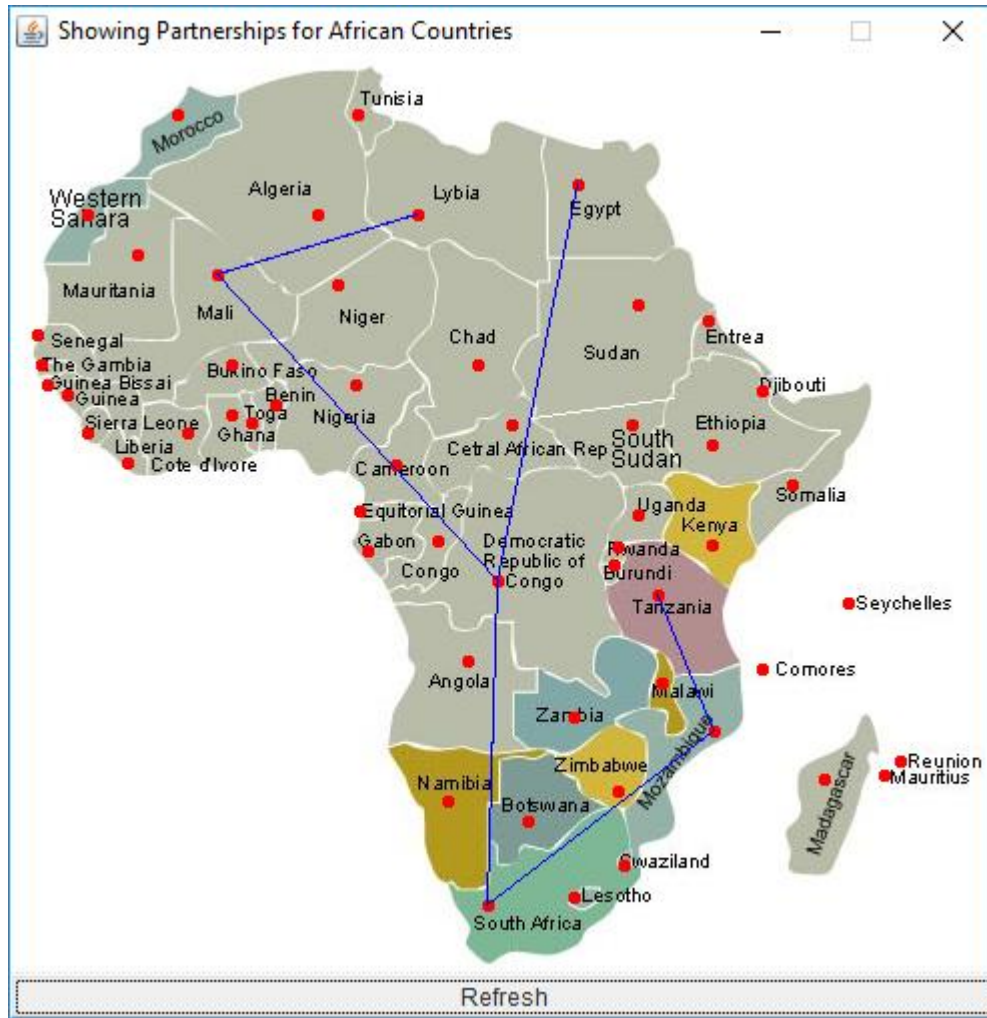 Showing Partnerships for African Countries
Tunisia
Morocco
Algeria
Lybia
Western
Sahara
Egypt
Mauritania
Mali
Niger
Chad
Sudan
Entrea
Senegal
The Gambia
Bukino Faso
Guinea Bissai
Guinea
Benin
Djibouti
Toga
Nigeria
Sierra Leone
Ghana
Ethiopia
Liberia
Cote d'Ivore
Cetral African Rep
South
Sudan
Cameroon
Somalia
Uganda
Equitorial Guinea
Kenya
Gabon
Democratic
Republic of
Congo
Congo
Rwanda
Burundi
Tanzania
Seychelles
Comores
Angola
Malawi
Zambia
Mozambique
Zimbabwe
Reunion
Mauritius
Madagascar
Namibia
Botswana
Swaziland
Lesotho
South Africa
Refresh